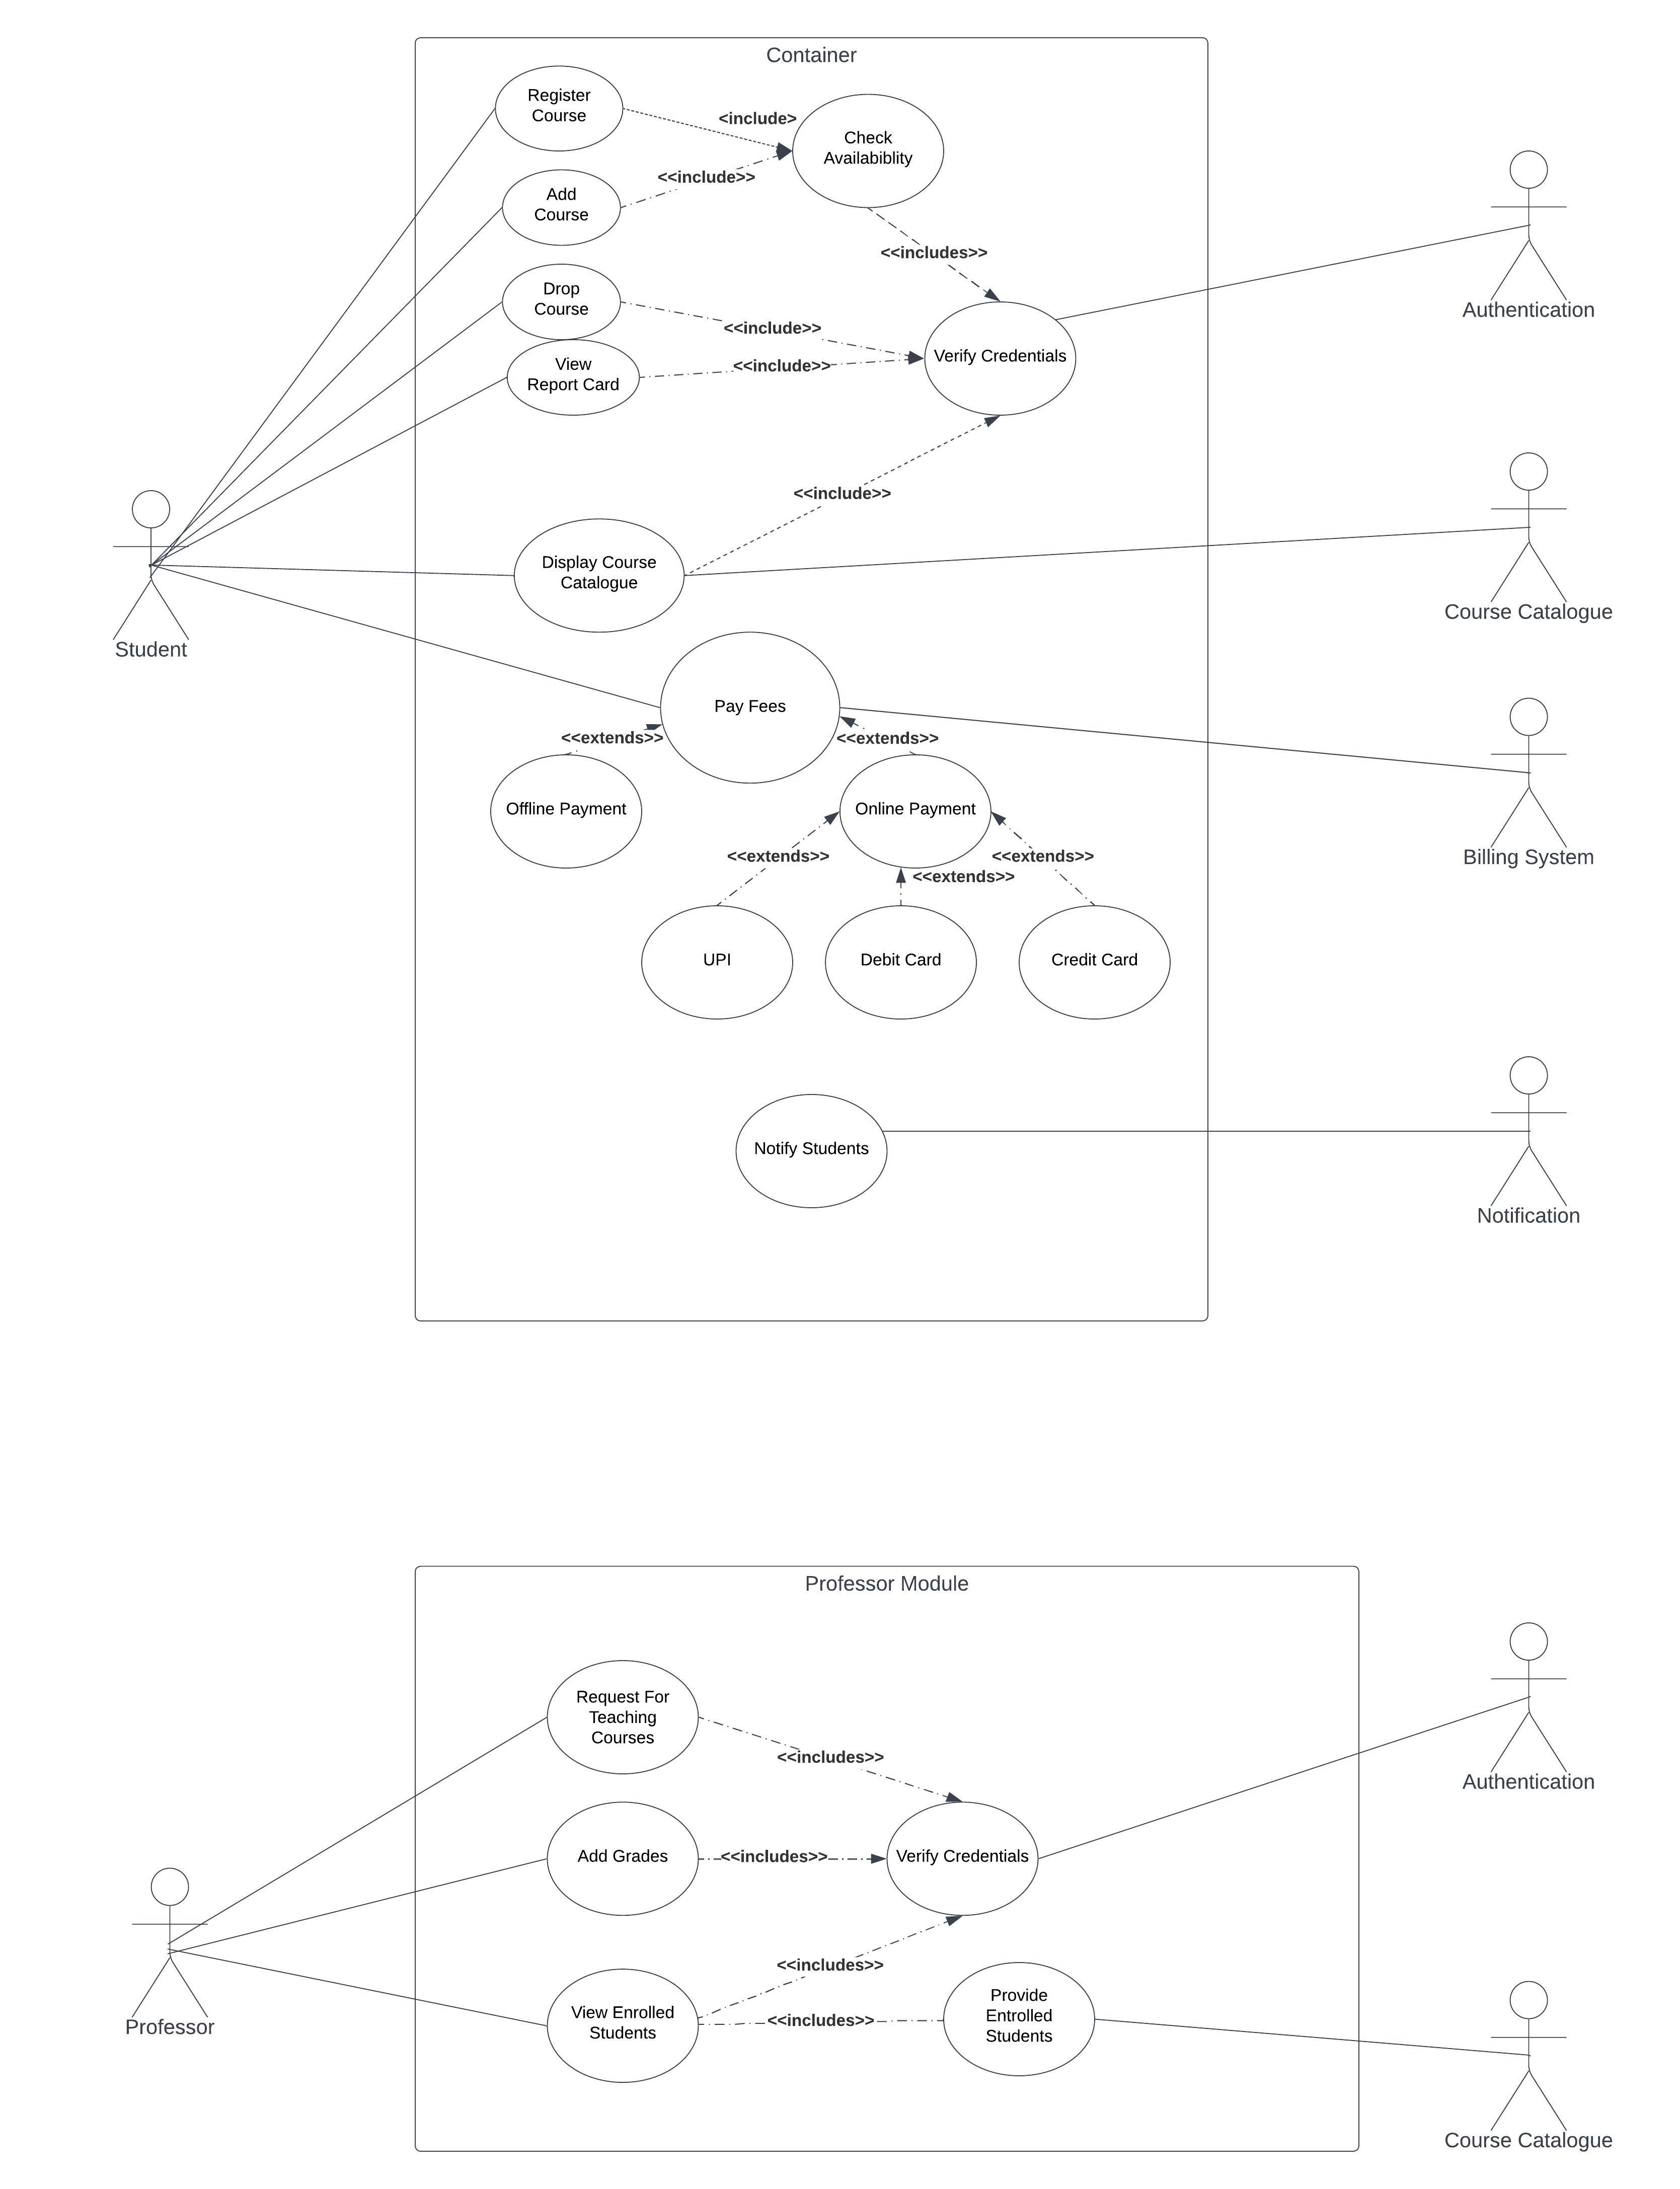 Container
Register
Course
<include>
Check
Availabiblity
<<include>>
Add
Course
<<includes>>
Authentication
Drop
Course
<<include>>
Verify Credentials
View
Report Card
<<include>>
<<include>>
Display Course
Catalogue
Course Catalogue
Student
Pay Fees
<<extends>>
<<extends>>
Offline Payment
Online Payment
Billing System
<<extends>>
<<extends>>
<<extends>>
UPI
Debit Card
Credit Card
Notify Students
Notification
Professor Module
Request For
Teaching
Courses
<<includes>>
Authentication
Add Grades
<<includes>>
Verify Credentials
<<includes>>
Professor
View Enrolled
Students
<<includes>>
Provide
Entrolled
Students
Course Catalogue